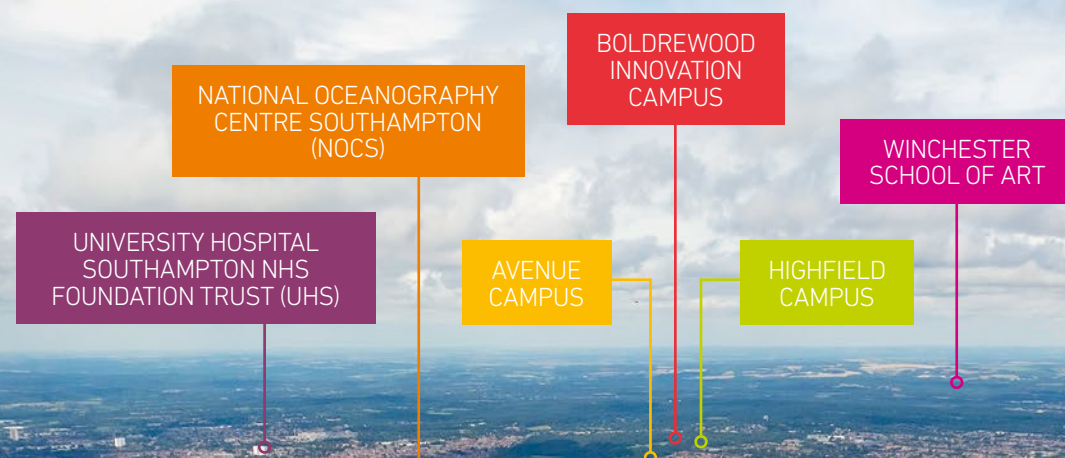 BOLDREWOOD
INNOVATION
CAMPUS
NATIONAL OCEANOGRAPHY
CENTRE SOUTHAMPTON
(NOCS)
WINCHESTER
SCHOOL OF ART
UNIVERSITY HOSPITAL
SOUTHAMPTON NHS
FOUNDATION TRUST (UHS)
AVENUE
CAMPUS
HIGHFIELD
CAMPUS